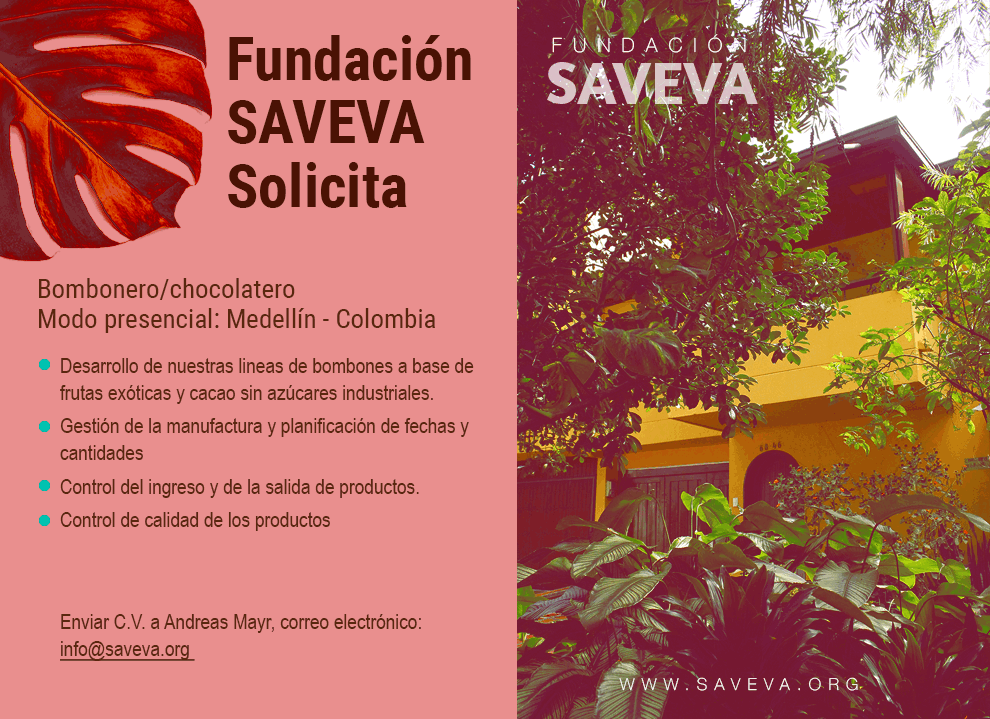 Fundación
SAVEVA
Solicita
Bombonero/chocolatero
Modo presencial: Medellín - Colombia
Desarrollo de nuestras lineas de bombones a base de
frutas exóticas y cacao sin azúcares industriales.
Gestión de la manufactura y planificación de fechas y
cantidades
Control del ingreso y de la salida de productos.
Control de calidad de los productos
Enviar C.V. a Andreas Mayr, correo electrónico:
info@saveva.org
FUNDACIÓN
SAVEVA
WWW.SAVEVA.ORG